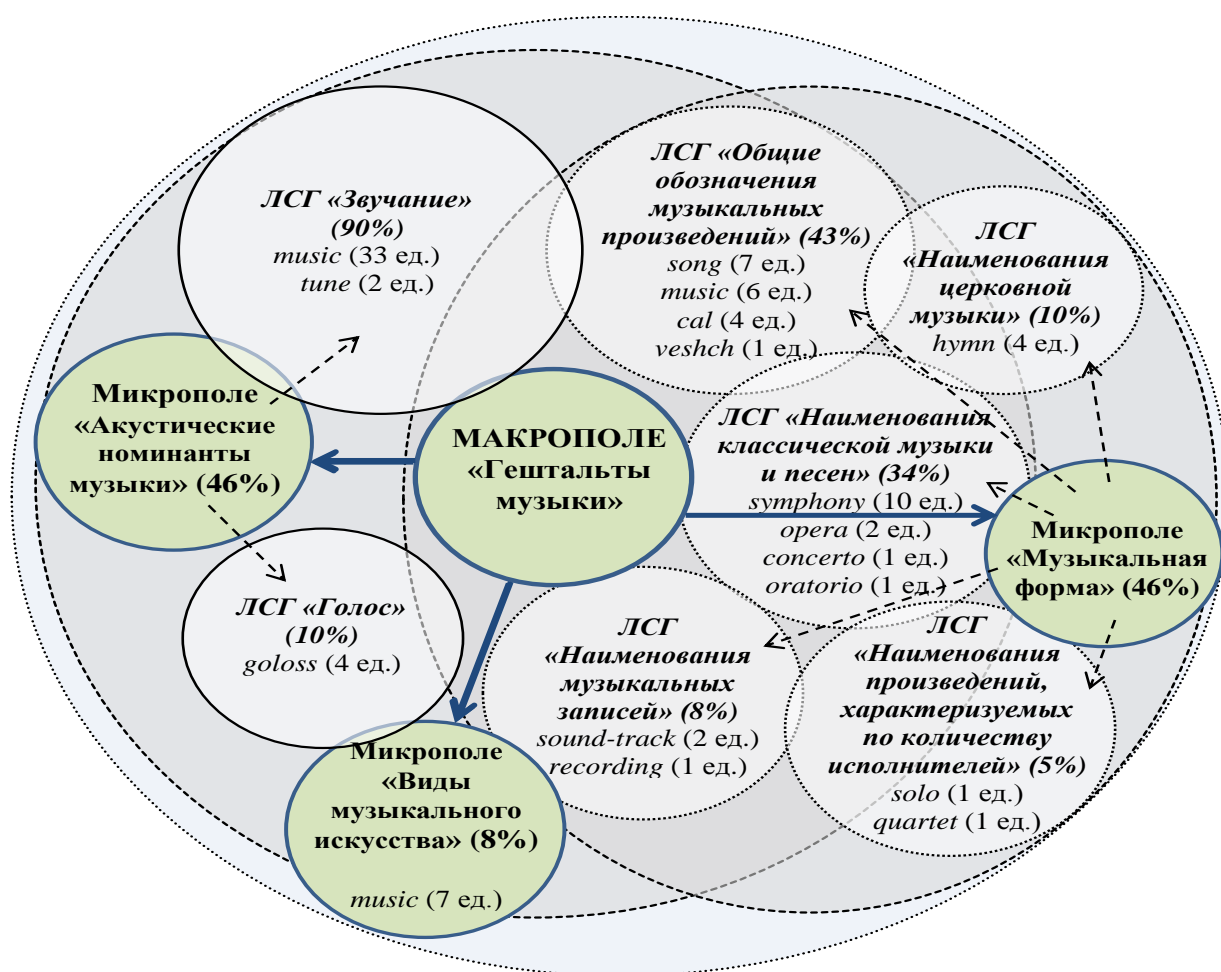 ЛСГ «Звучание»
(90%)
music (33 ед.)
tune (2 ед.)
ЛСГ «Общие
обозначения
музыкальных
произведений» (43%)
song (7 ед.)
music (6 ед.)
cal (4 ед.)
veshch (1 ед.)
ЛСГ
«Наименования
церковной
музыки» (10%)
hymn (4 ед.)
Микрополе
«Акустические
номинанты
музыки» (46%)
МАКРОПОЛЕ
«Гештальты
музыки»
ЛСГ «Наименования
классической музыки
и песен» (34%)
symphony (10 ед.)
opera (2 ед.)
concerto (1 ед.)
oratorio (1 ед.)
Микрополе
«Музыкальная
форма» (46%)
ЛСГ «Голос»
(10%)
goloss (4 ед.)
ЛСГ
«Наименования
музыкальных
записей» (8%)
sound-track (2 ед.)
recording (1 ед.)
ЛСГ
«Наименования
произведений,
характеризуемых
по количеству
исполнителей» (5%)
solo (1 ед.)
quartet (1 ед.)
Микрополе
«Виды
музыкального
искусства» (8%)
music (7 ед.)